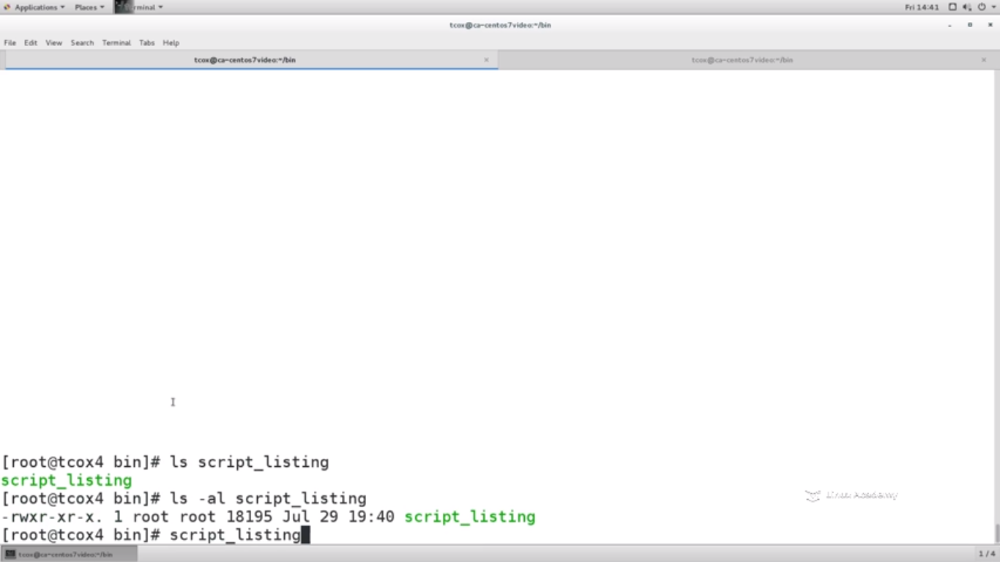 Applications Places rminal Fri 14:41
tcox@ca-centos7video:~/bin
File Edit View Search Terminal Tabs Help
tcox@ca-centos7video:~/bin tcox@ca-centos7video:~/bin
[root@tcox4 bin]# ls script_listing
script_listing
[root@tcox4 bin]# ls -al script_listing
-rwxr-xr-x. 1 root root 18195 Jul 29 19:40 script_listing
[root@tcox4 bin]# script_listing
Linux Academy
tcox@ca-centos7video:~/bin 1 / 4